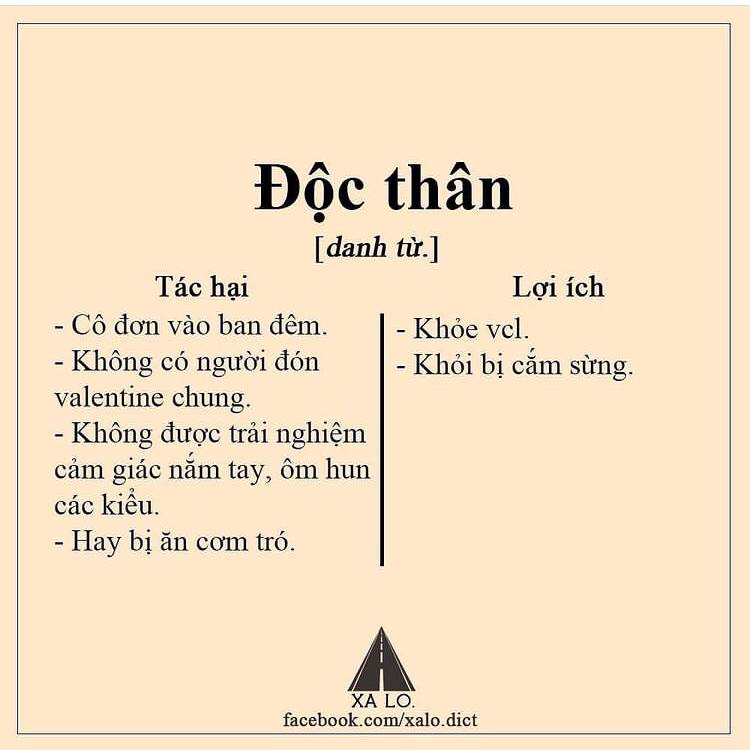 Độc thân
[danh từ.]
Tác hại
- Cô đơn vào ban đêm.
- Không có người đón
valentine chung.
- Không được trải nghiệm
cảm giác nắm tay, ôm hun
các kiểu.
- Hay bị ăn cơm tró.
Lợi ích
- Khỏe vcl.
- Khỏi bị cắm sừng.
XA LO.
facebook.com/xalo.dict